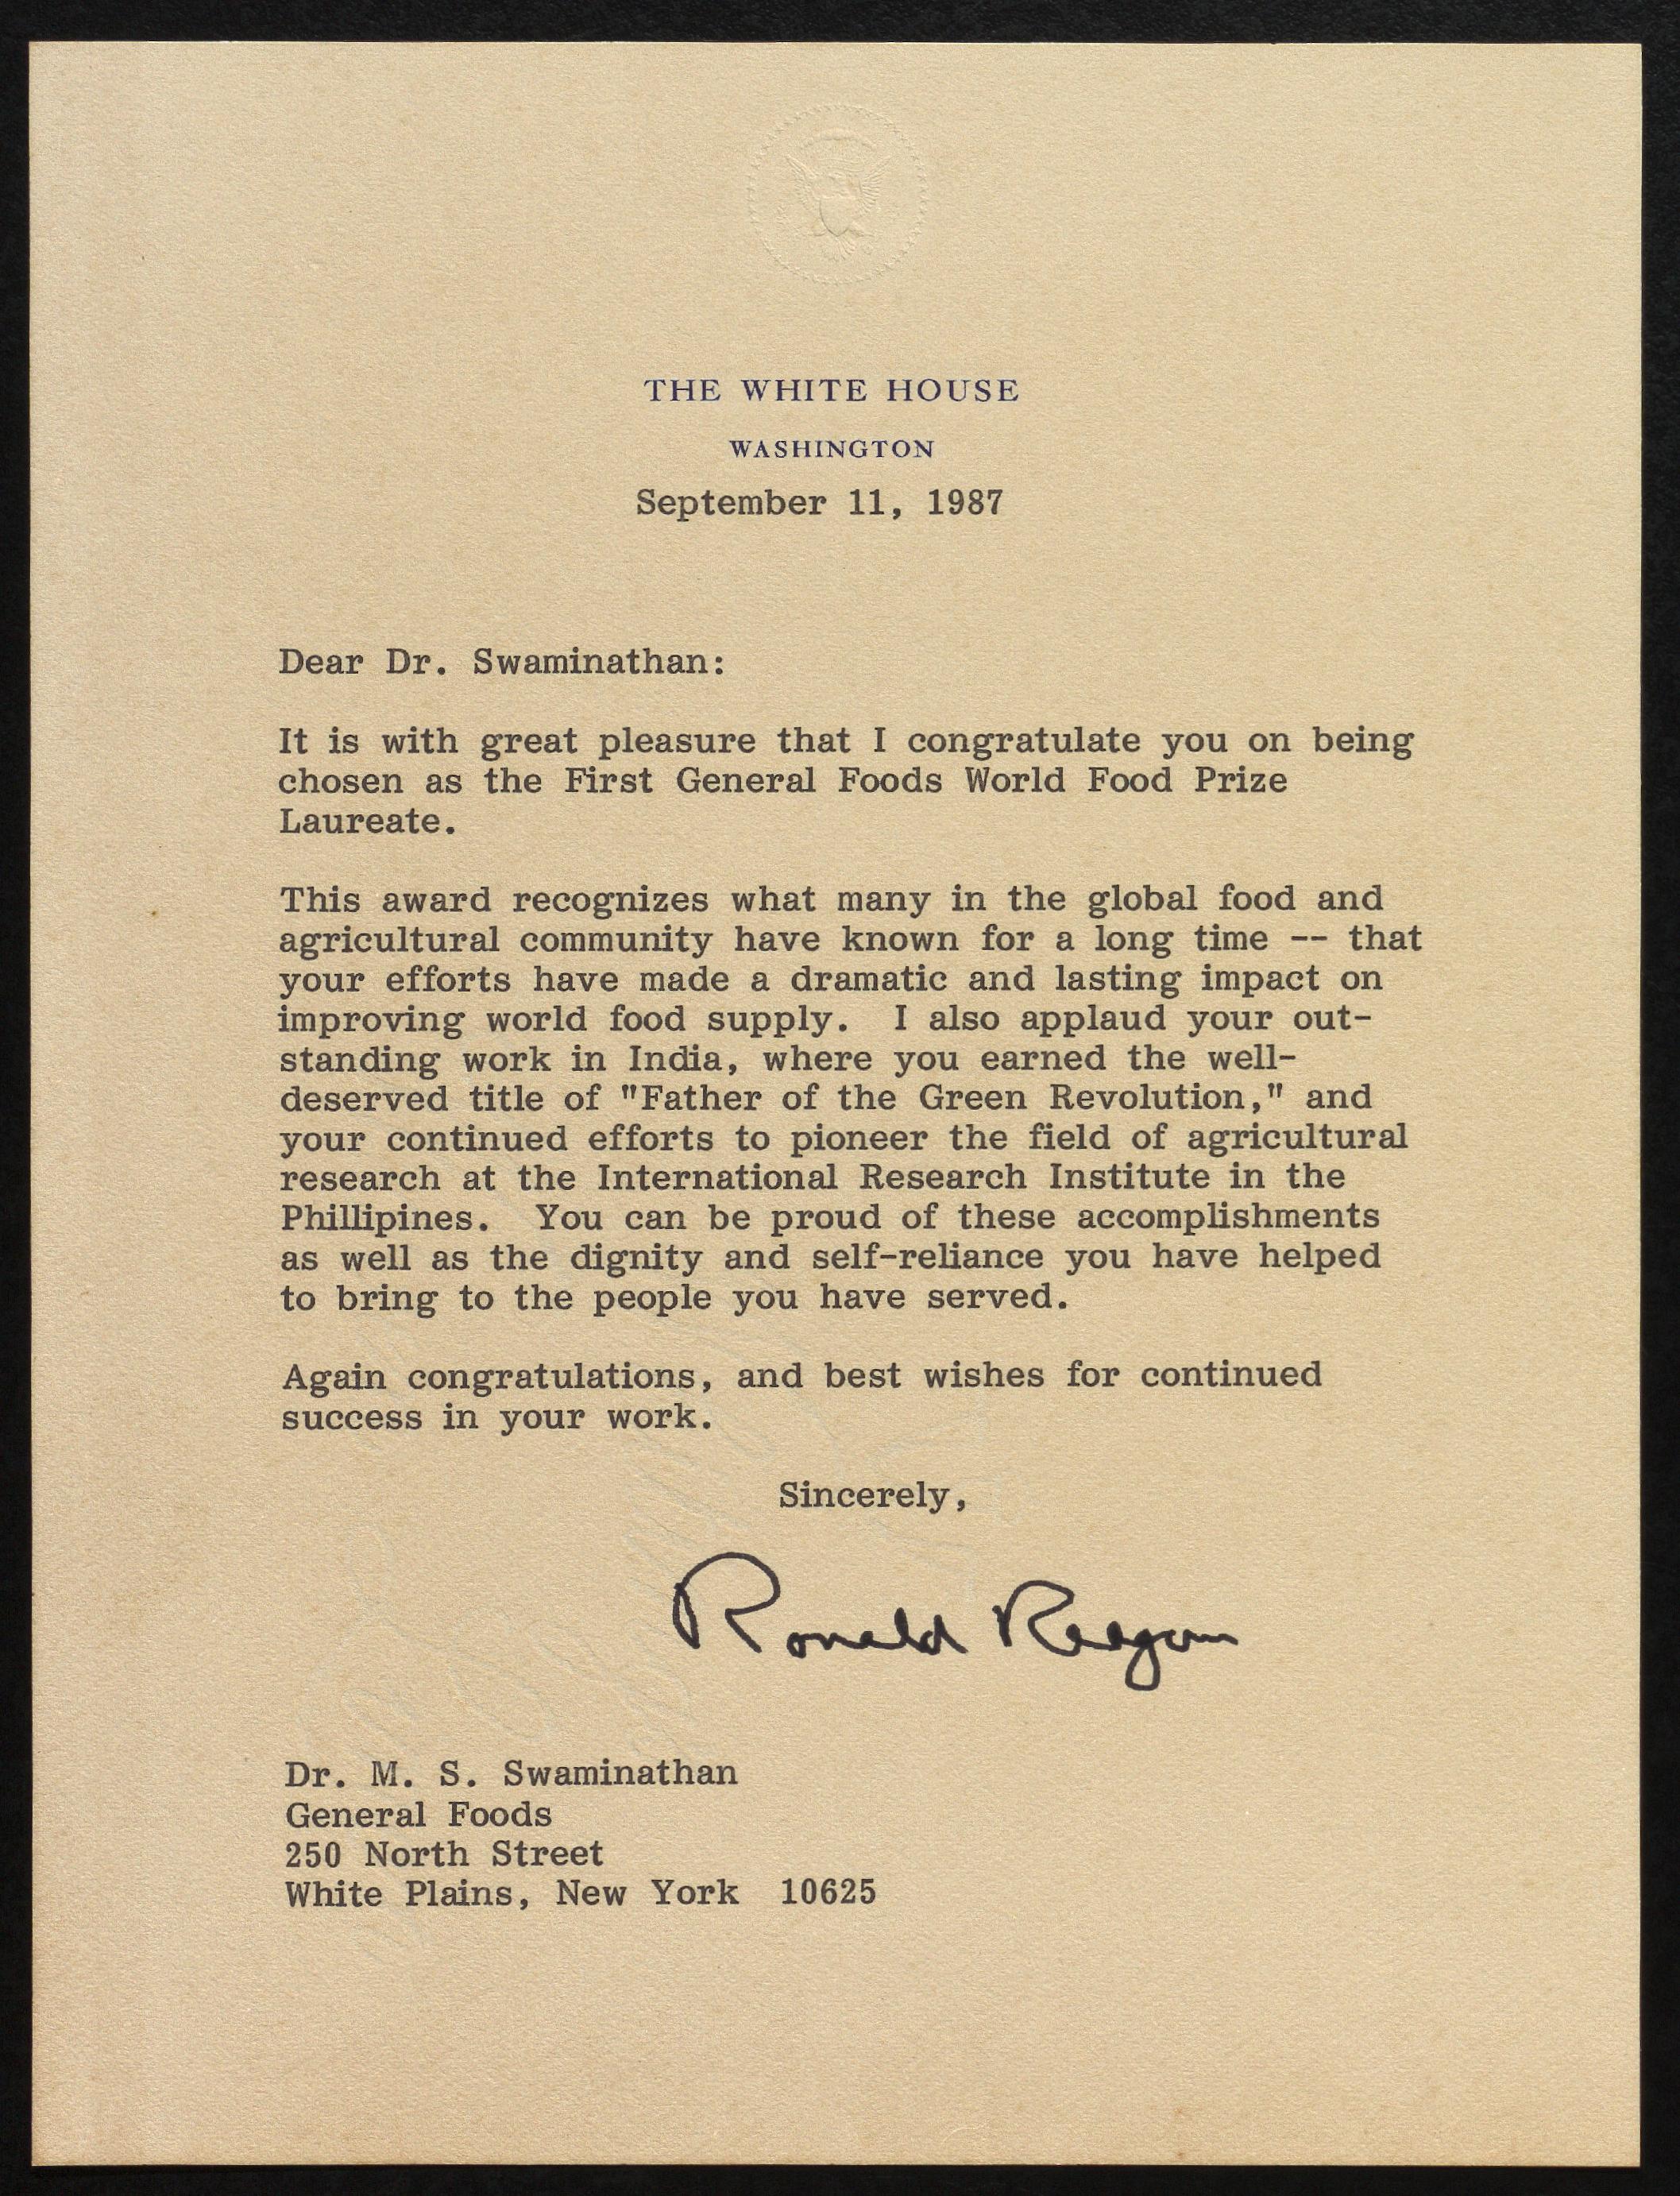 THE WHITE HOUSE
WASHINGTON
September 11, 1987
Dear Dr. Swaminathan:
It is with great pleasure that I congratulate you on being
chosen as the First General Foods World Food Prize
Laureate.
This award recognizes what many in the global food and
agricultural community have known for a long time -- that
your efforts have made a dramatic and lasting impact on
improving world food supply.  I also applaud your out-
standing work in India, where you earned the well-
deserved title of "Father of the Green Revolution," and
your continued efforts to pioneer the field of agricultural
research at the International Research Institute in the
Phillipines.  You can be proud of these accomplishments
as well as the dignity and self-reliance you have helped
to bring to the people you have served.
Again congratulations, and best wishes for continued
success in your work.
Sincerely,
Ronald Reagan
Dr. M. S. Swaminathan
General Foods
250 North Street
White Plains, New York  10625